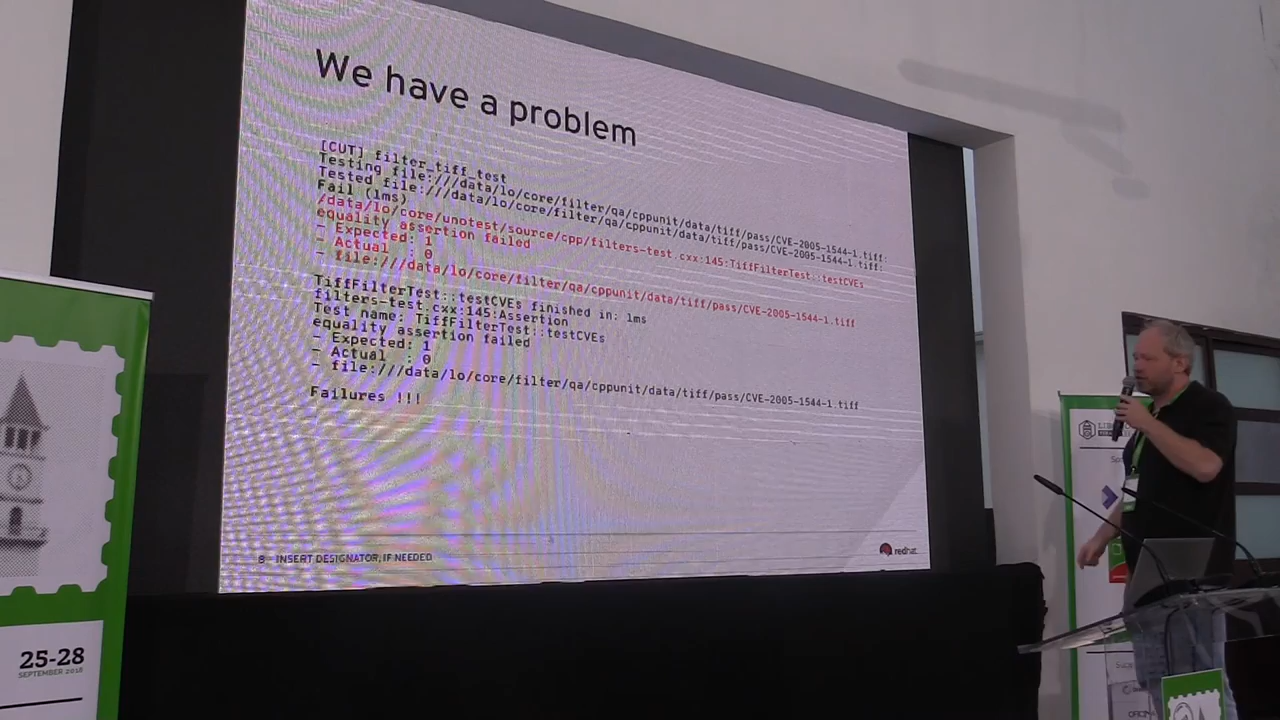 We have a problem
[CUT] filter_tiff_test
Testing file:///data/lo/core/filter/qa/cppunit/data/tiff/pass/CVE-2005-1544-1.tiff:
Tested file:///data/lo/core/filter/qa/cppunit/data/tiff/pass/CVE-2005-1544-1.tiff:
Fail (1ms)
/data/lo/core/unotest/source/cpp/filters-test.cxx:145:TiffFilterTest::testCVEs
equality assertion failed
- Expected: 1
- Actual  : 0
- file:///data/lo/core/filter/qa/cppunit/data/tiff/pass/CVE-2005-1544-1.tiff
TiffFilterTest::testCVEs finished in: 1ms
filters-test.cxx:145:Assertion
Test name: TiffFilterTest::testCVEs
equality assertion failed
- Expected: 1
- Actual  : 0
- file:///data/lo/core/filter/qa/cppunit/data/tiff/pass/CVE-2005-1544-1.tiff
Failures !!!
8 INSERT DESIGNATOR, IF NEEDED
redhat
25-28
SEPTEMBER 2018